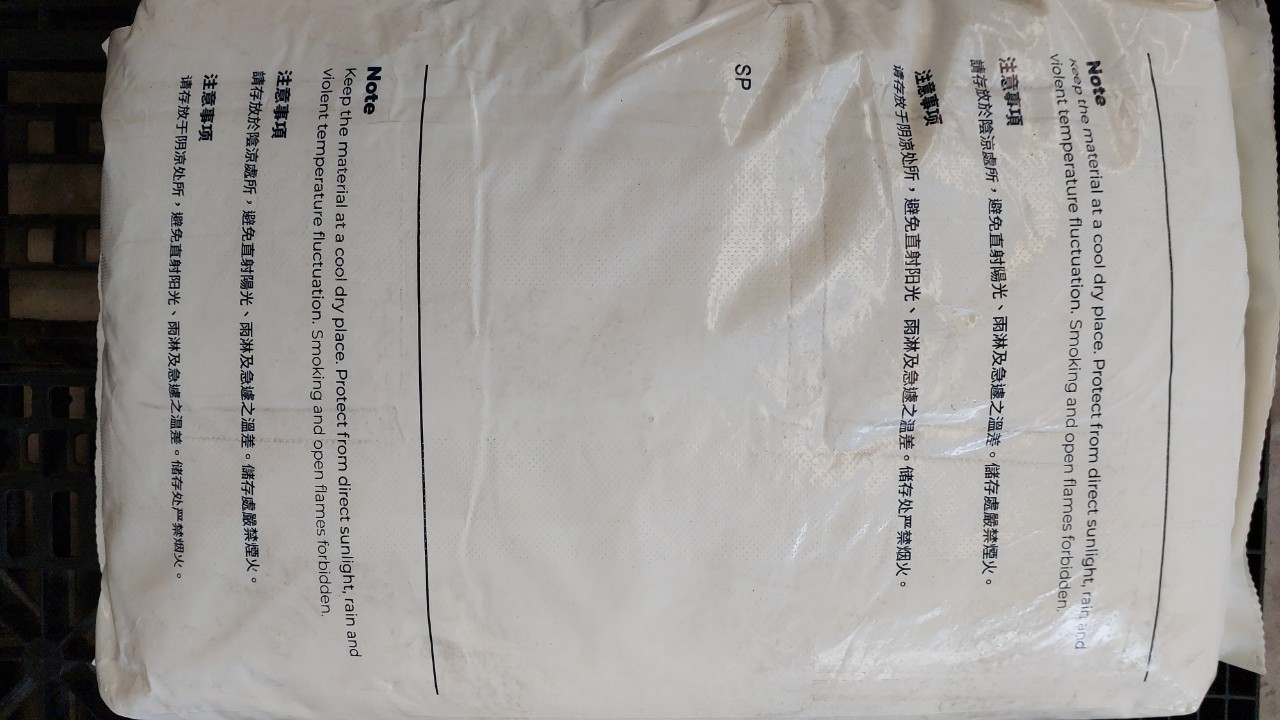 Note
Keep the material at a cool dry place. Protect from direct sunlight, rain and
violent temperature fluctuation. Smoking and open flames forbidden.
注意事項
請存放於陰涼處所，避免直射陽光、雨淋及急遽之溫差。儲存處嚴禁煙火。
注意事项
请存放于阴凉处所，避免直射阳光、雨淋及急遽之温差。储存处严禁烟火。
SP
Note
Keep the material at a cool dry place. Protect from direct sunlight, rain and
violent temperature fluctuation. Smoking and open flames forbidden.
注意事項
請存放於陰涼處所，避免直射陽光、雨淋及急遽之溫差。儲存處嚴禁煙火。
注意事项
请存放于阴凉处所，避免直射阳光、雨淋及急遽之温差。储存处严禁烟火。